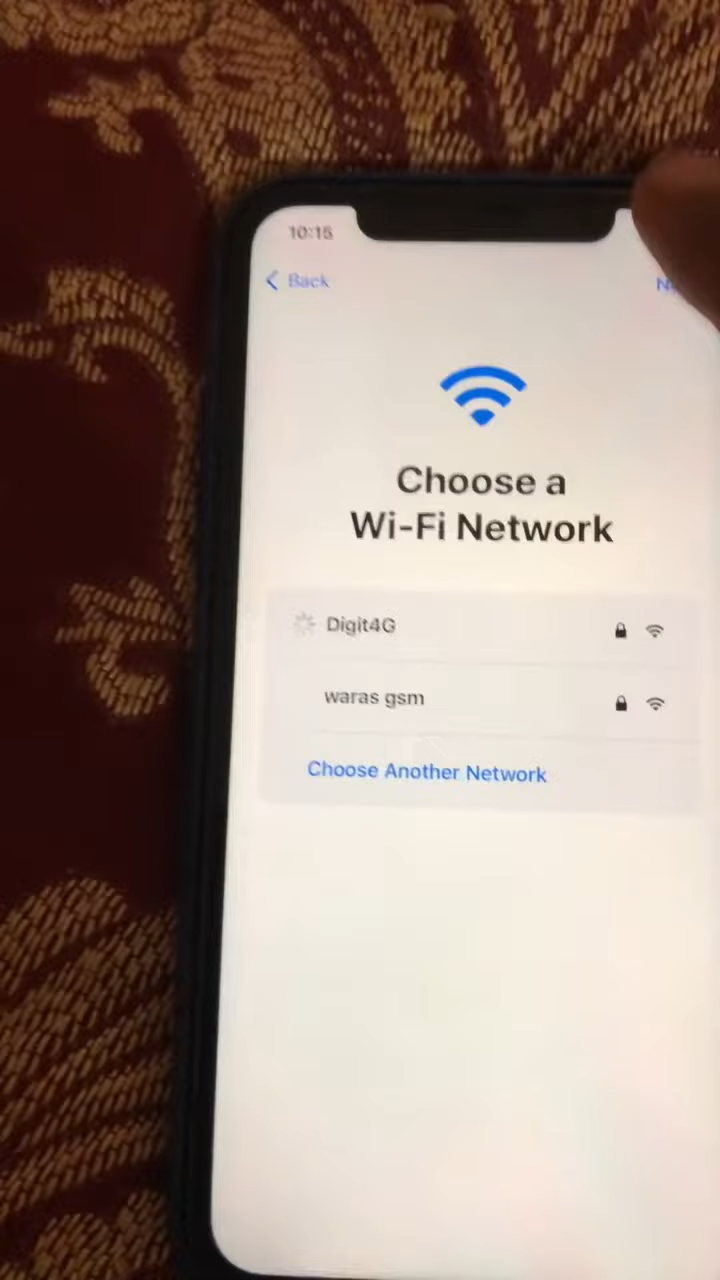 10:15
Back
Choose a
Wi-Fi Network
Digit4G
waras gsm
Choose Another Network